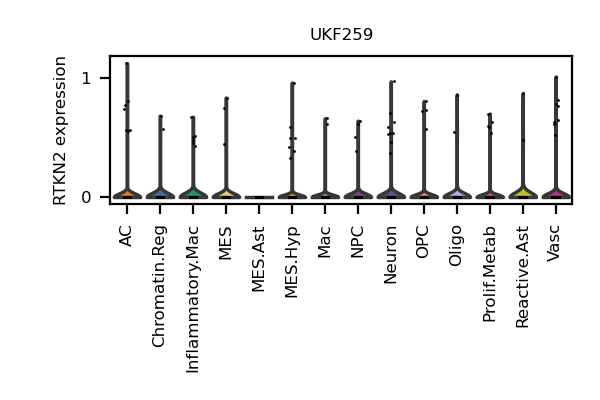 UKF259
RTKN2 expression
1
0
AC
Chromatin.Reg
Inflammatory.Mac
MES
MES.Ast
MES.Hyp
Mac
NPC
Neuron
OPC
Oligo
Prolif.Metab
Reactive.Ast
Vasc